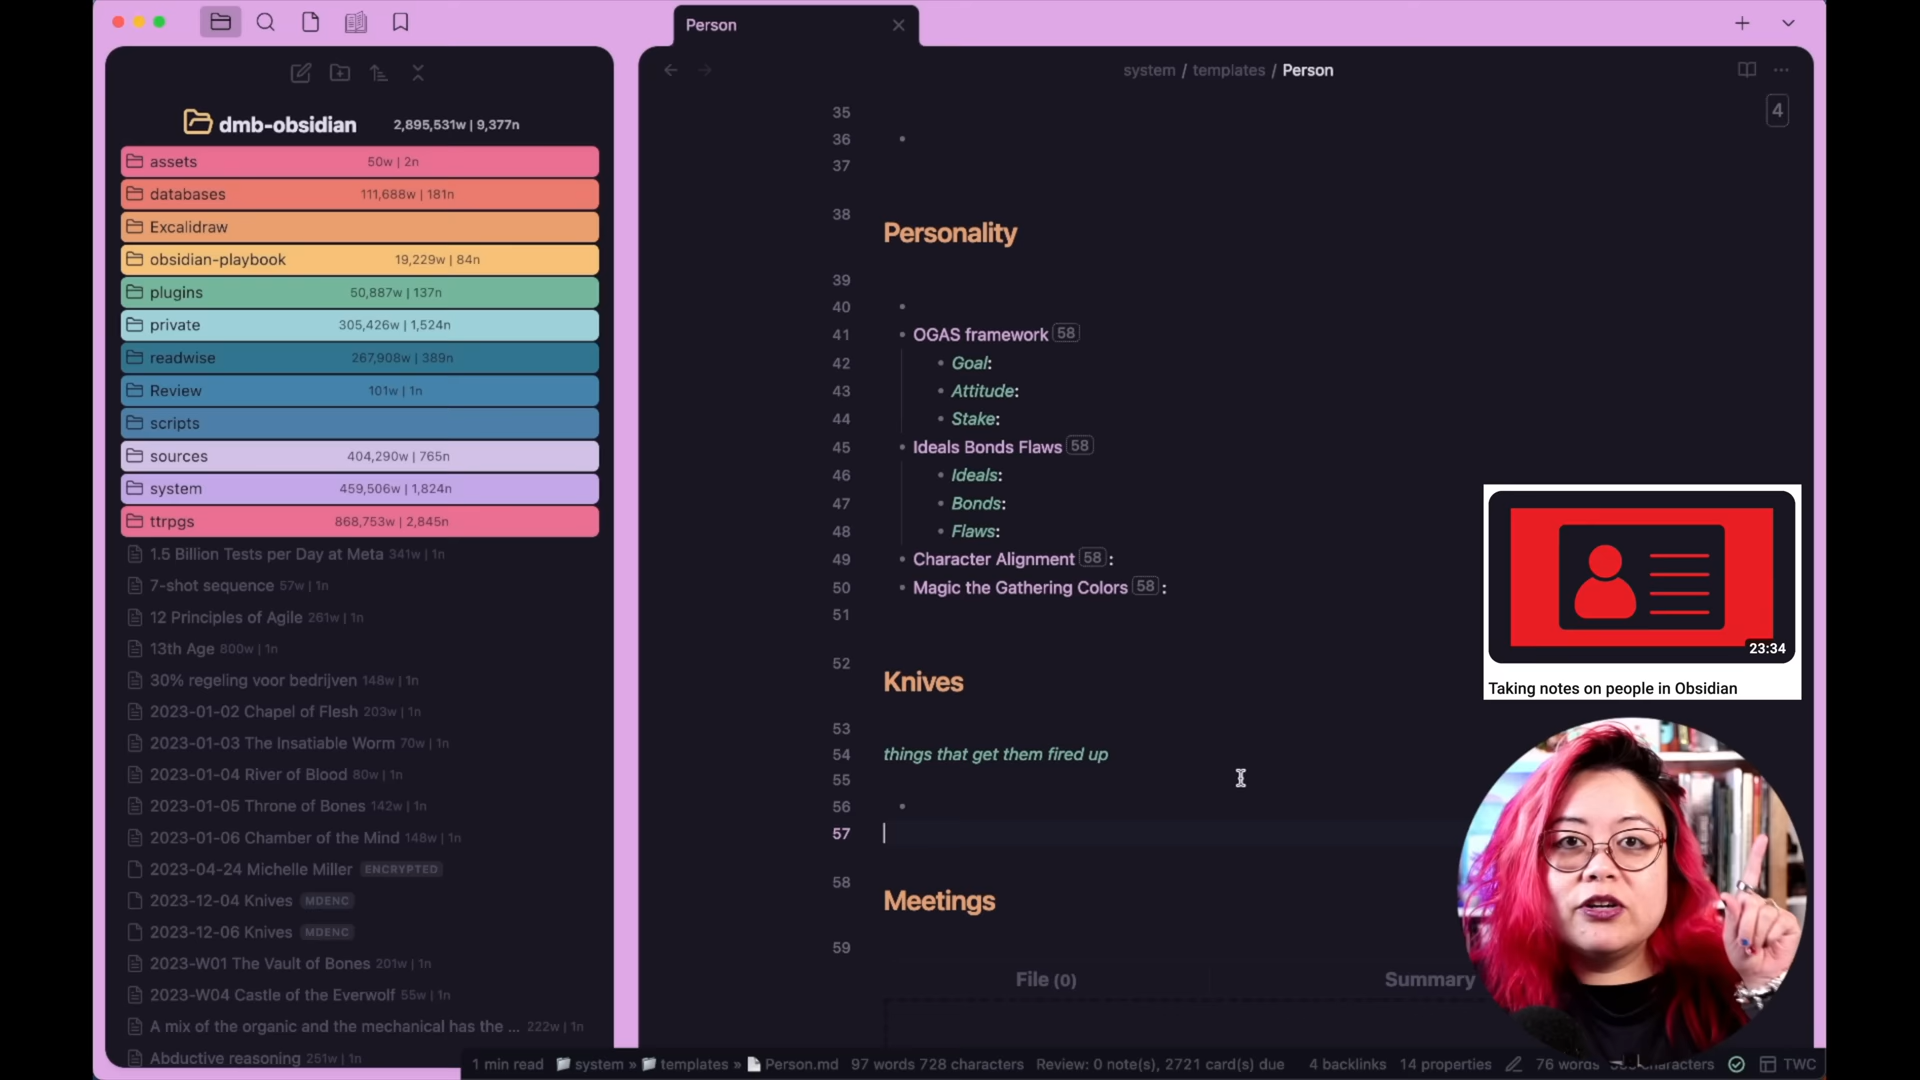 Person
system / templates / Person
dmb-obsidian 2,895,531w | 9,377n
assets 50w | 2n
databases 111,688w | 181n
Excalidraw
obsidian-playbook 19,229w | 84n
plugins 50,887w | 137n
private 305,426w | 1,524n
readwise 267,908w | 389n
Review 101w | 1n
scripts
sources 404,290w | 765n
system 459,506w | 1,824n
ttrpgs 868,753w | 2,845n
1.5 Billion Tests per Day at Meta 341w | 1n
7-shot sequence 57w | 1n
12 Principles of Agile 261w | 1n
13th Age 800w | 1n
30% regeling voor bedrijven 148w | 1n
2023-01-02 Chapel of Flesh 203w | 1n
2023-01-03 The Insatiable Worm 70w | 1n
2023-01-04 River of Blood 80w | 1n
2023-01-05 Throne of Bones 142w | 1n
2023-01-06 Chamber of the Mind 148w | 1n
2023-04-24 Michelle Miller ENCRYPTED
2023-12-04 Knives MDENC
2023-12-06 Knives MDENC
2023-W01 The Vault of Bones 201w | 1n
2023-W04 Castle of the Everwolf 55w | 1n
A mix of the organic and the mechanical has the ... 222w | 1n
Abductive reasoning 251w | 1n
4
35
36 •
37
38 Personality
39
40 •
41 • OGAS framework 58
42 • Goal:
43 • Attitude:
44 • Stake:
45 • Ideals Bonds Flaws 58
46 • Ideals:
47 • Bonds:
48 • Flaws:
49 • Character Alignment 58 :
50 • Magic the Gathering Colors 58 :
51
52 Knives
53
54 things that get them fired up
55
56 •
57
58 Meetings
59
File (0) Summary
23:34
Taking notes on people in Obsidian
1 min read system » templates » Person.md 97 words 728 characters Review: 0 note(s), 2721 card(s) due 4 backlinks 14 properties 76 words characters TWC